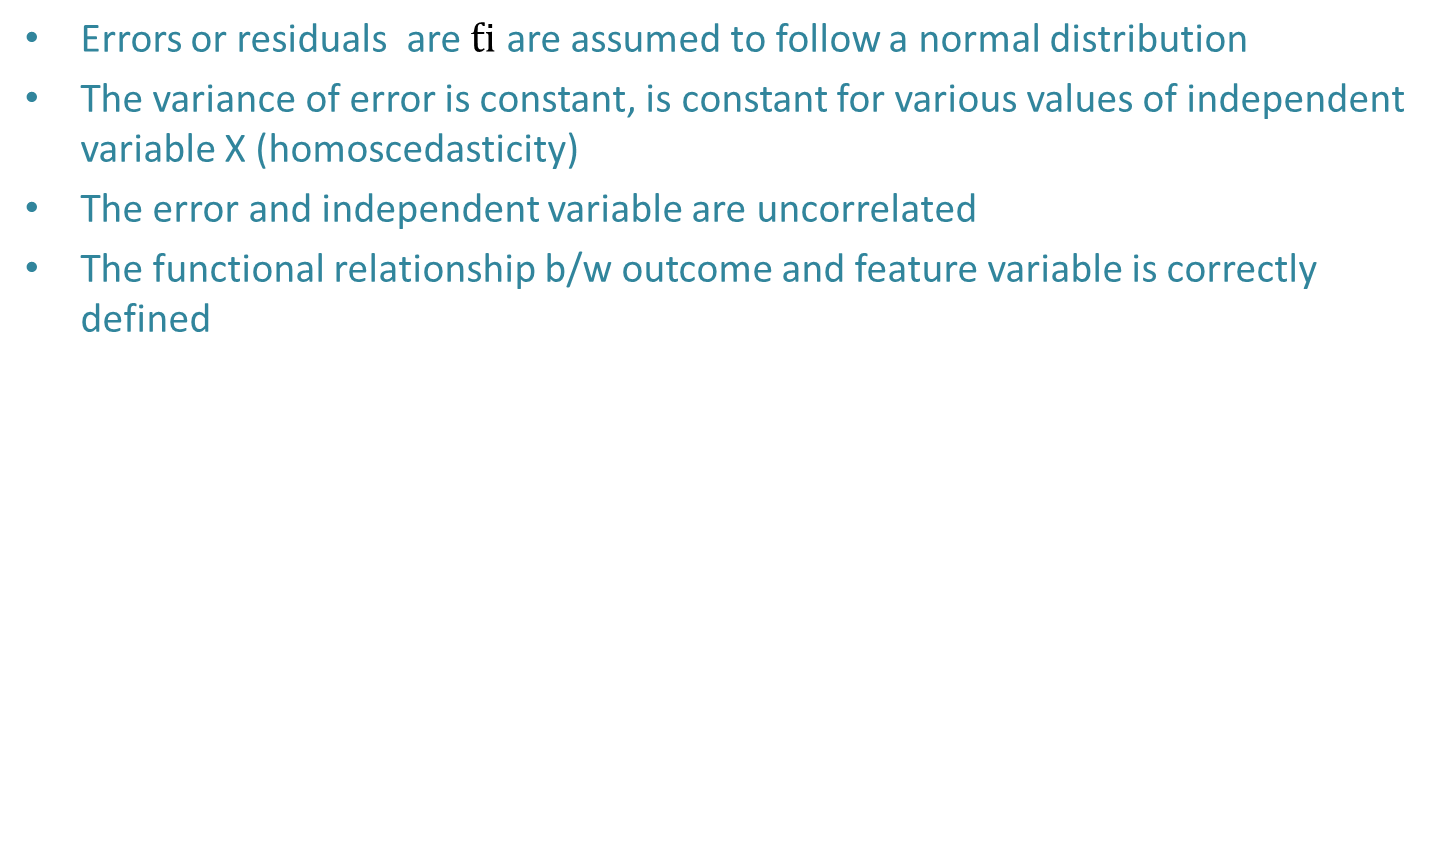 • Errors or residuals  are ϵi are assumed to follow a normal distribution
• The variance of error is constant, is constant for various values of independent
variable X (homoscedasticity)
• The error and independent variable are uncorrelated
• The functional relationship b/w outcome and feature variable is correctly
defined